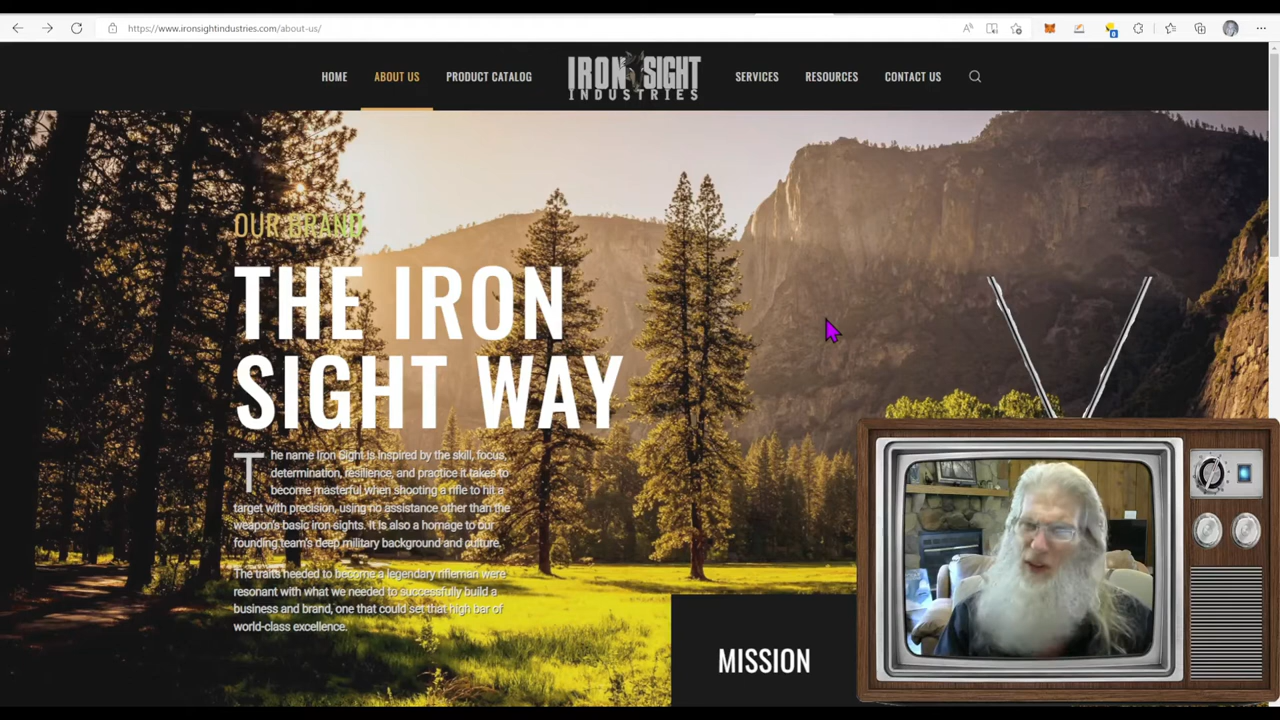 https://www.ironsightindustries.com/about-us/
HOME
ABOUT US
PRODUCT CATALOG
IRON SIGHT
INDUSTRIES
SERVICES
RESOURCES
CONTACT US
OUR BRAND
THE IRON
SIGHT WAY
The name Iron Sight is inspired by the skill, focus,
determination, resilience, and practice it takes to
become masterful when shooting a rifle to hit a
target with precision, using no assistance other than the
weapon's basic iron sights. It is also a homage to our
founding team's deep military background and culture.
The traits needed to become a legendary rifleman were
resonant with what we needed to successfully build a
business and brand, one that could set that high bar of
world-class excellence.
MISSION